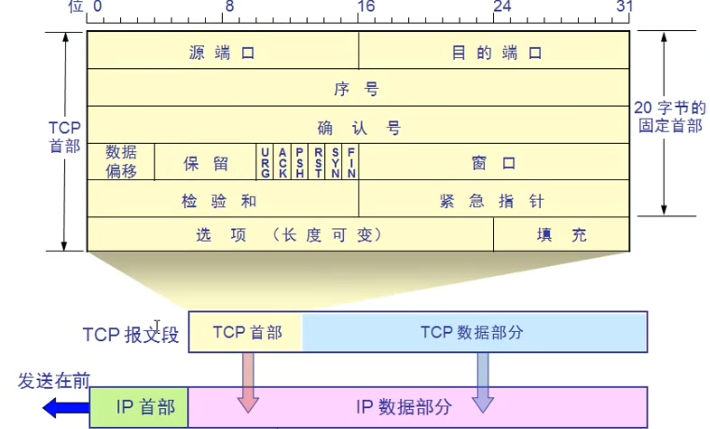 位 0 8 16 24 31
源端口 目的端口
序号
确认号
TCP 首部
20 字节的固定首部
数据偏移 保留 URG ACK PSH RST SYN FIN 窗口
检验和 紧急指针
选项 (长度可变) 填充
TCP 报文段 TCP 首部 TCP 数据部分
发送在前
IP 首部 IP 数据部分